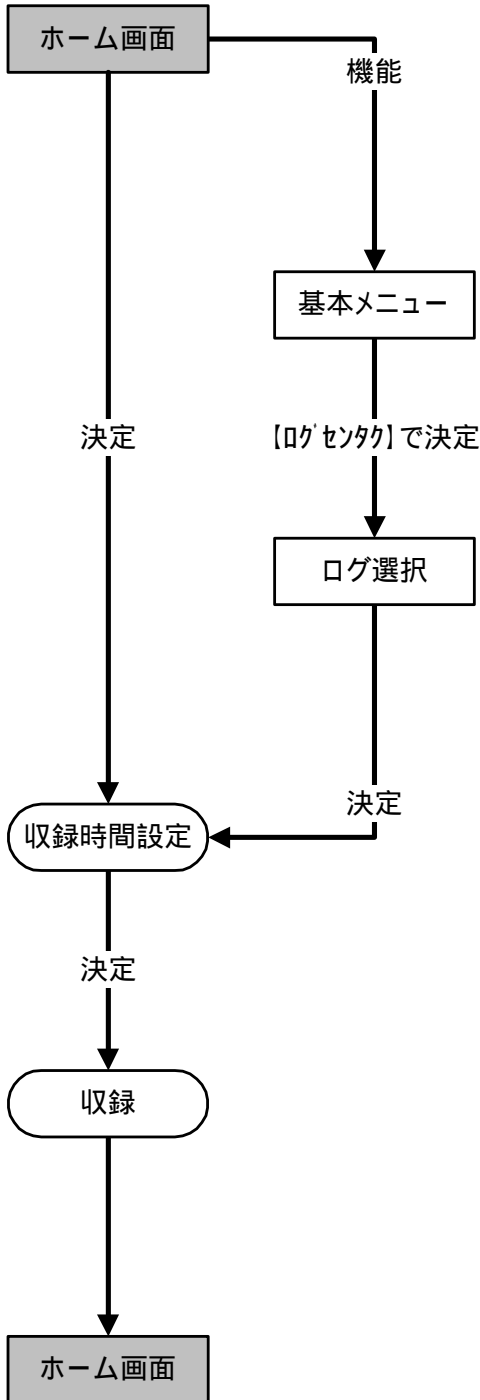 ホーム画面
機能
基本メニュー
決定
【ﾛｸﾞｾﾝﾀｸ】で決定
ログ選択
決定
収録時間設定
決定
収録
ホーム画面